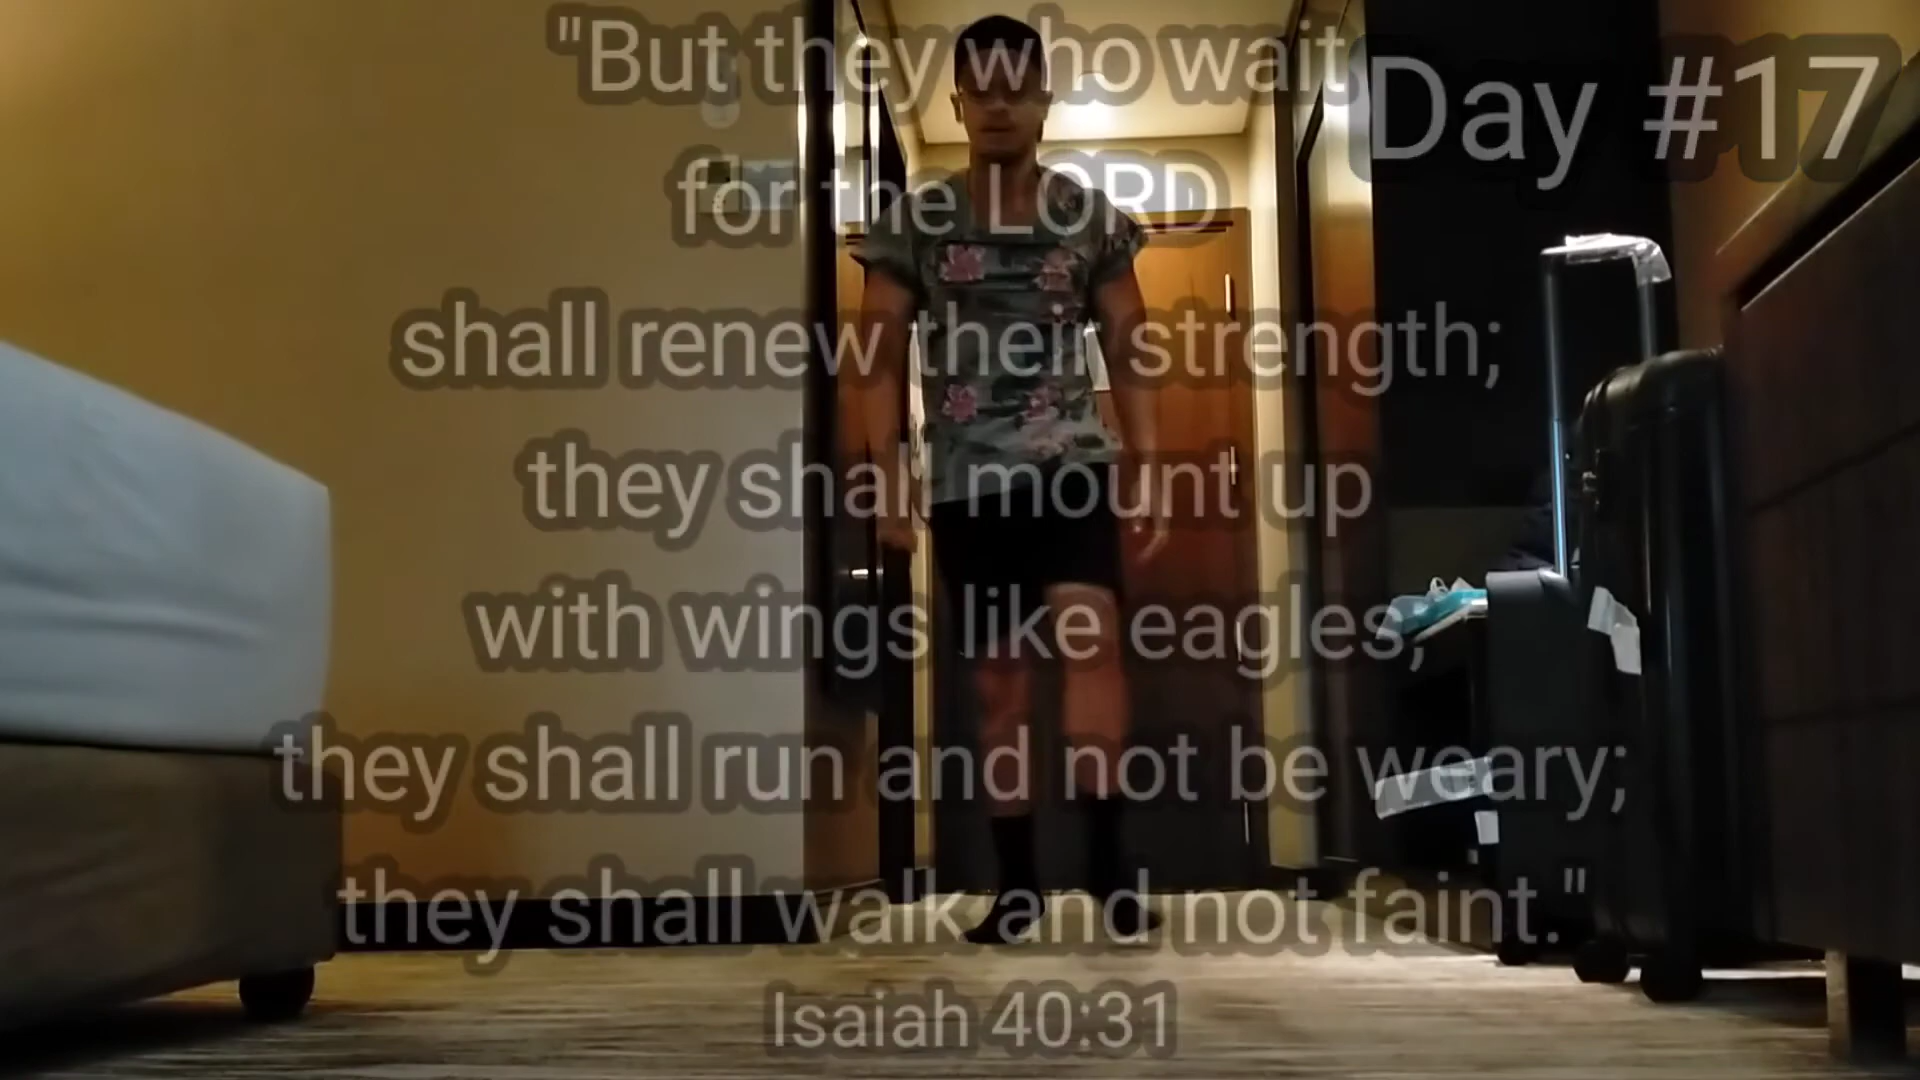 "But they who wait
Day #17
for the LORD
shall renew their strength;
they shall mount up
with wings like eagles;
they shall run and not be weary;
they shall walk and not faint."
Isaiah 40:31